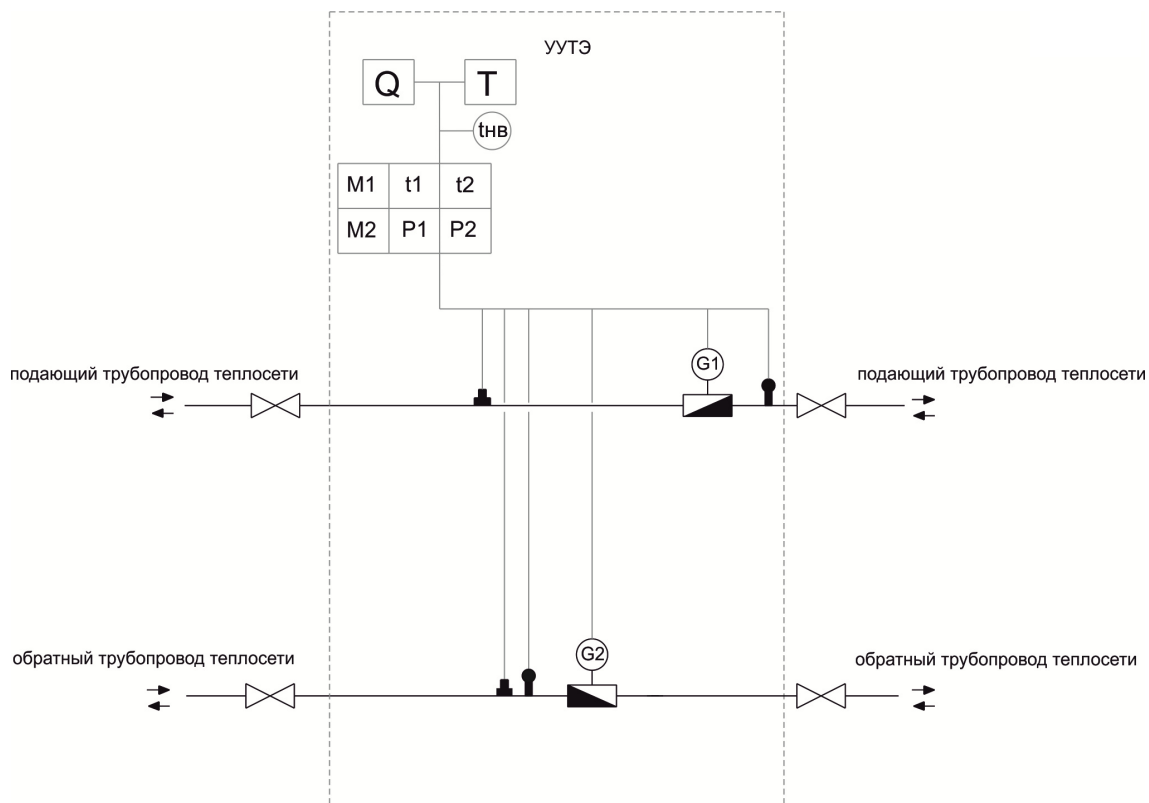 УУТЭ
Q
T
tнв
M1 t1 t2
M2 P1 P2
G1
подающий трубопровод теплосети
подающий трубопровод теплосети
G2
обратный трубопровод теплосети
обратный трубопровод теплосети